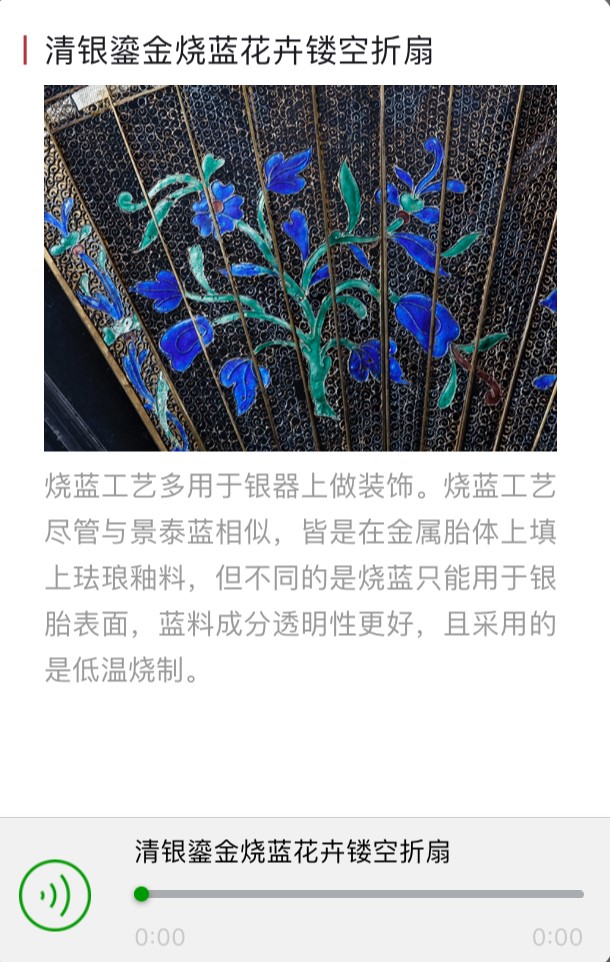 清银鎏金烧蓝花卉镂空折扇
烧蓝工艺多用于银器上做装饰。烧蓝工艺
尽管与景泰蓝相似，皆是在金属胎体上填
上珐琅釉料，但不同的是烧蓝只能用于银
胎表面，蓝料成分透明性更好，且采用的
是低温烧制。
清银鎏金烧蓝花卉镂空折扇
0:00
0:00